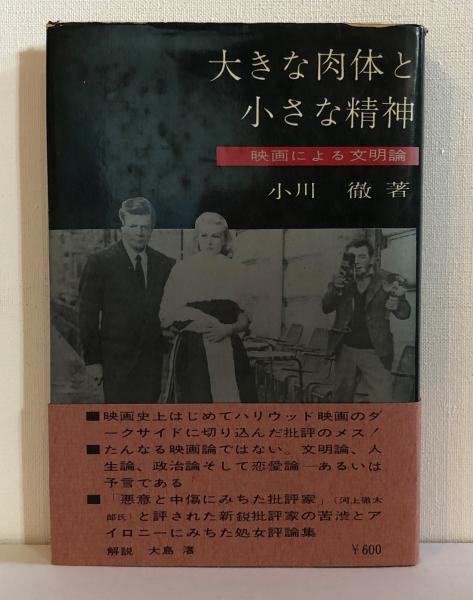 大きな肉体と
小さな精神
映画による文明論
小川 徹 著
■映画史上はじめてハリウッド映画のダ
ークサイドに切り込んだ批評のメス!
■たんなる映画論ではない。文明論、人
生論、政治論そして恋愛論―あるいは
予言である
■「悪意と中傷にみちた批評家」(河上徹太
郎氏)と評された新鋭批評家の苦渋とア
イロニーにみちた処女評論集
解説 大島 渚 ¥600